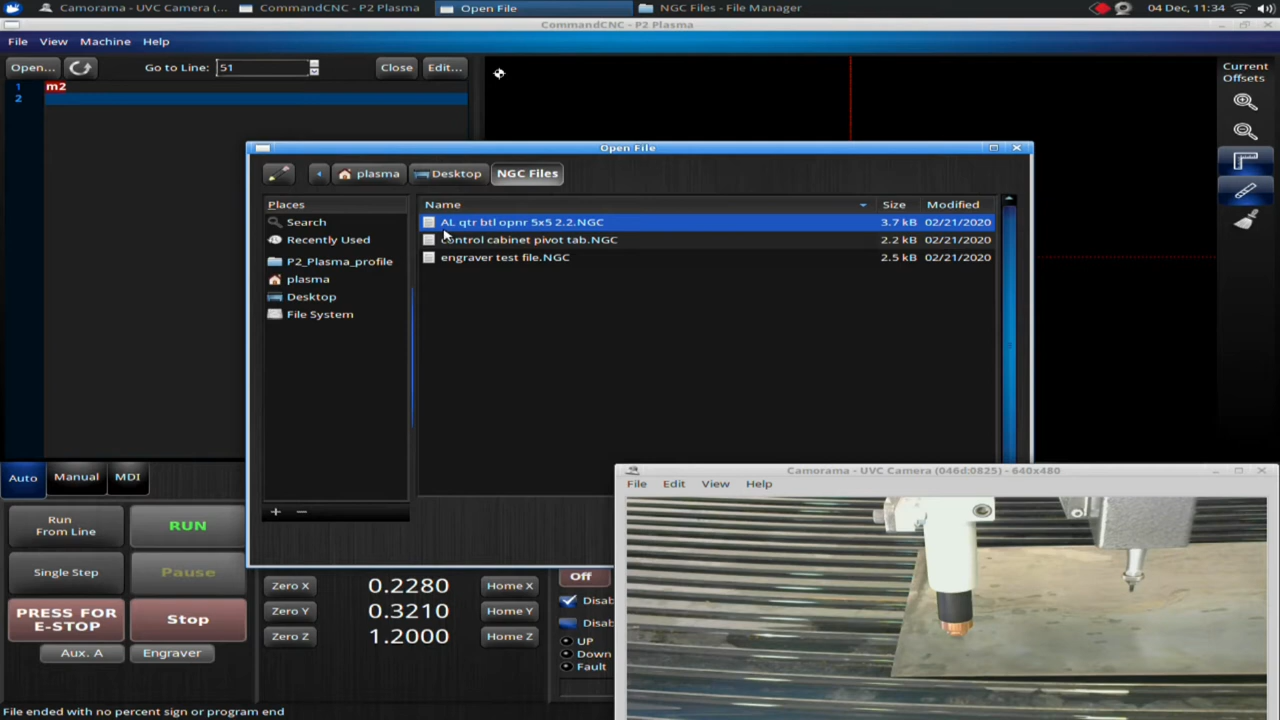 Camorama - UVC Camera (...
CommandCNC - P2 Plasma
Open File
NGC Files - File Manager
04 Dec, 11:34
CommandCNC - P2 Plasma
File View Machine Help
Open... Go to Line: 51 Close Edit...
Current
Offsets
1 m2
2
Open File
plasma Desktop NGC Files
Places
Search
Recently Used
P2_Plasma_profile
plasma
Desktop
File System
Name Size Modified
AL qtr btl opnr 5x5 2.2.NGC 3.7 kB 02/21/2020
control cabinet pivot tab.NGC 2.2 kB 02/21/2020
engraver test file.NGC 2.5 kB 02/21/2020
Camorama - UVC Camera (046d:0825) - 640x480
File Edit View Help
Auto Manual MDI
Run
From Line
RUN
Single Step
Pause
PRESS FOR
E-STOP
Stop
Aux. A Engraver
Zero X 0.2280 Home X
Zero Y 0.3210 Home Y
Zero Z 1.2000 Home Z
Off
Disab
Disab
UP
Down
Fault
File ended with no percent sign or program end